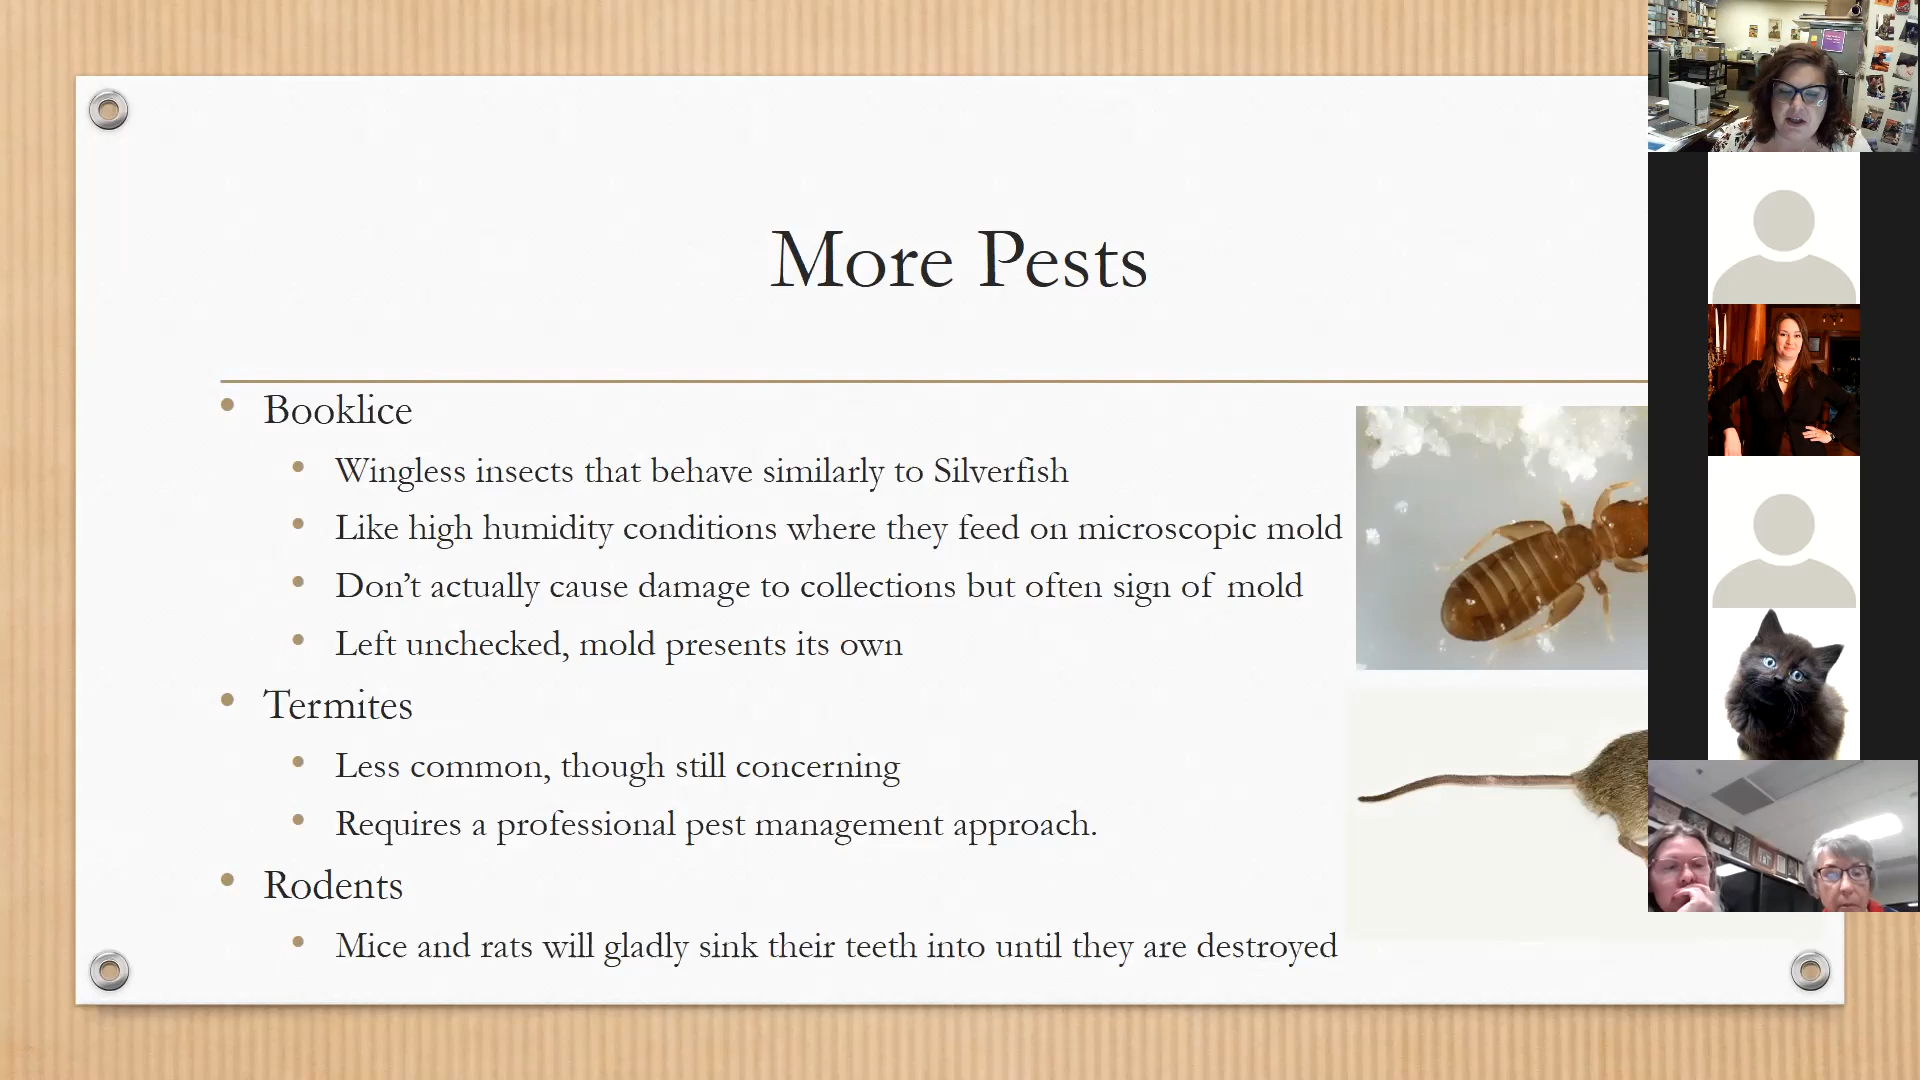 More Pests
Booklice
Wingless insects that behave similarly to Silverfish
Like high humidity conditions where they feed on microscopic mold
Don’t actually cause damage to collections but often sign of mold
Left unchecked, mold presents its own
Termites
Less common, though still concerning
Requires a professional pest management approach.
Rodents
Mice and rats will gladly sink their teeth into until they are destroyed